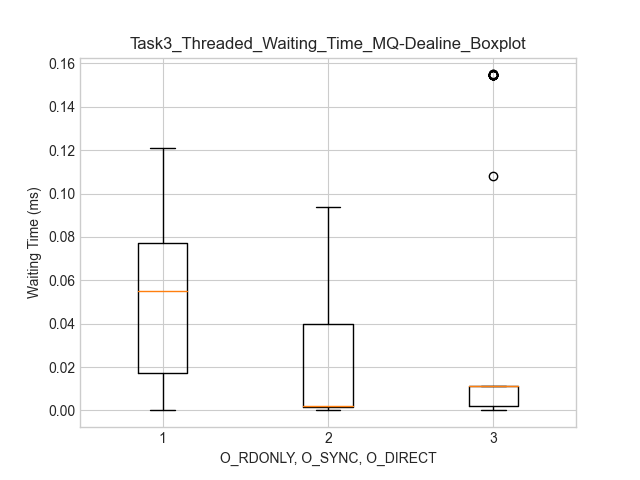 Task3_Threaded_Waiting_Time_MQ-Dealine_Boxplot
0.16
0.14
0.12
0.10
0.08
0.06
0.04
0.02
0.00
Waiting Time (ms)
1 2 3
O_RDONLY, O_SYNC, O_DIRECT